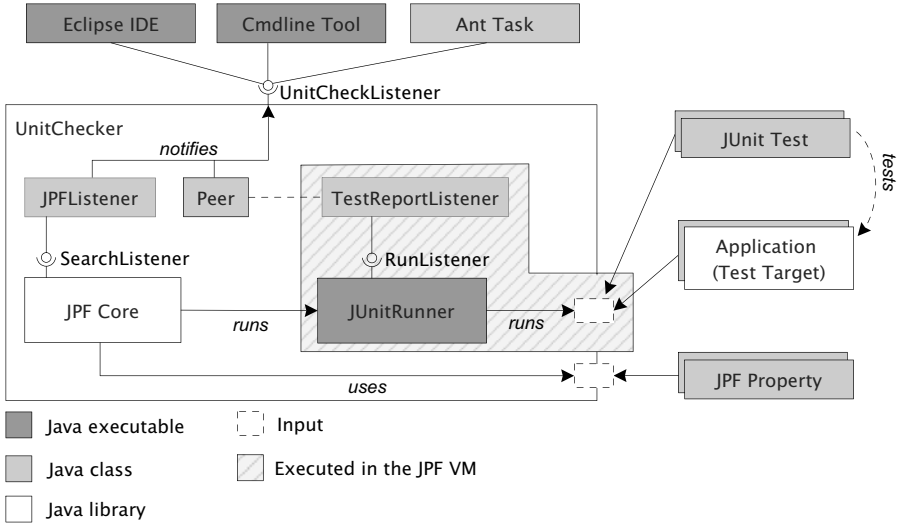 Eclipse IDE
Cmdline Tool
Ant Task
UnitCheckListener
UnitChecker
notifies
JUnit Test
tests
JPFListener
Peer
TestReportListener
Application
(Test Target)
SearchListener
RunListener
JPF Core
runs
JUnitRunner
runs
uses
JPF Property
Java executable
Input
Java class
Executed in the JPF VM
Java library